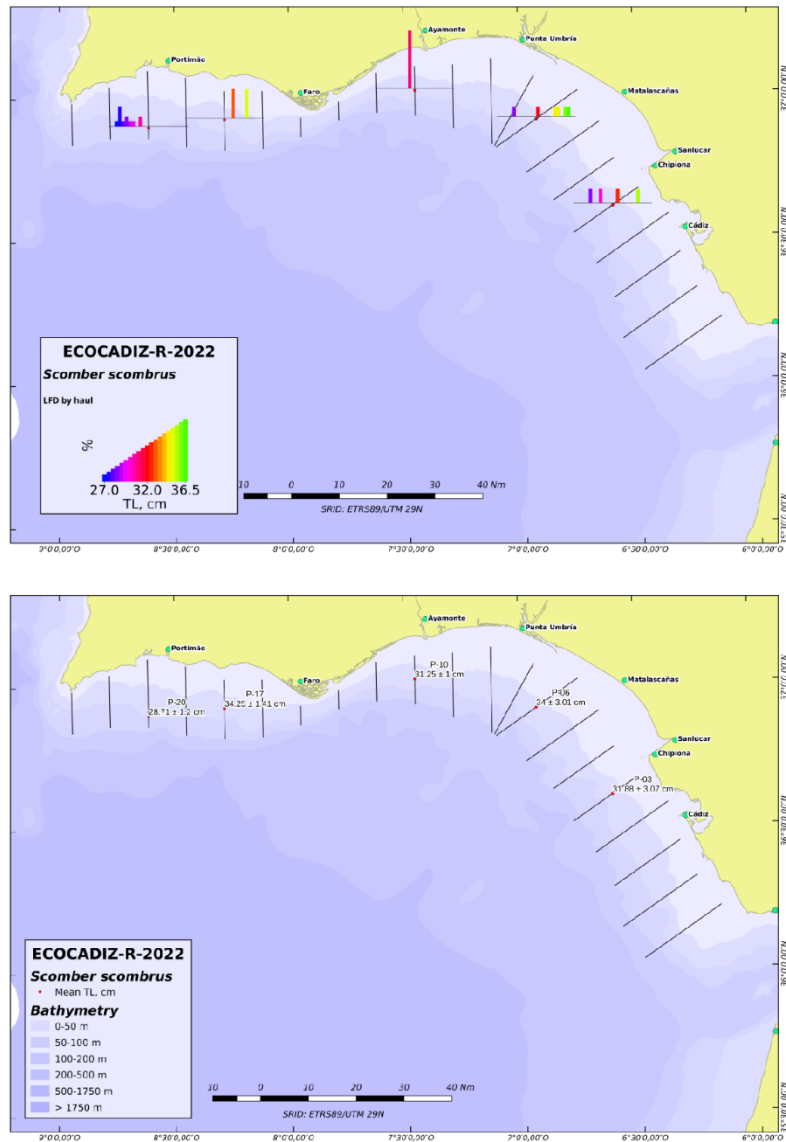 Ayamonte
Punta Umbría
Portimão
Faro
Matalascañas
Sanlucar
Chipiona
Cádiz
ECOCADIZ-R-2022
Scomber scombrus
LFD by haul
%
27.0 32.0 36.5
TL, cm
10 0 10 20 30 40 Nm
SRID: ETRS89/UTM 29N
9°0'0,00"O 8°30'0,00"O 8°0'0,00"O 7°30'0,00"O 7°0'0,00"O 6°30'0,00"O 6°0'0,00"O
Ayamonte
Punta Umbría
Portimão
Faro
Matalascañas
P-10
31.25 ± 1 cm
P-06
34 ± 3.01 cm
P-17
34.25 ± 1.41 cm
P-20
28.71 ± 1.2 cm
Sanlucar
Chipiona
P-03
31.88 ± 3.07 cm
Cádiz
ECOCADIZ-R-2022
Scomber scombrus
Mean TL, cm
Bathymetry
0-50 m
50-100 m
100-200 m
200-500 m
500-1750 m
> 1750 m
10 0 10 20 30 40 Nm
SRID: ETRS89/UTM 29N
9°0'0,00"O 8°30'0,00"O 8°0'0,00"O 7°30'0,00"O 7°0'0,00"O 6°30'0,00"O 6°0'0,00"O